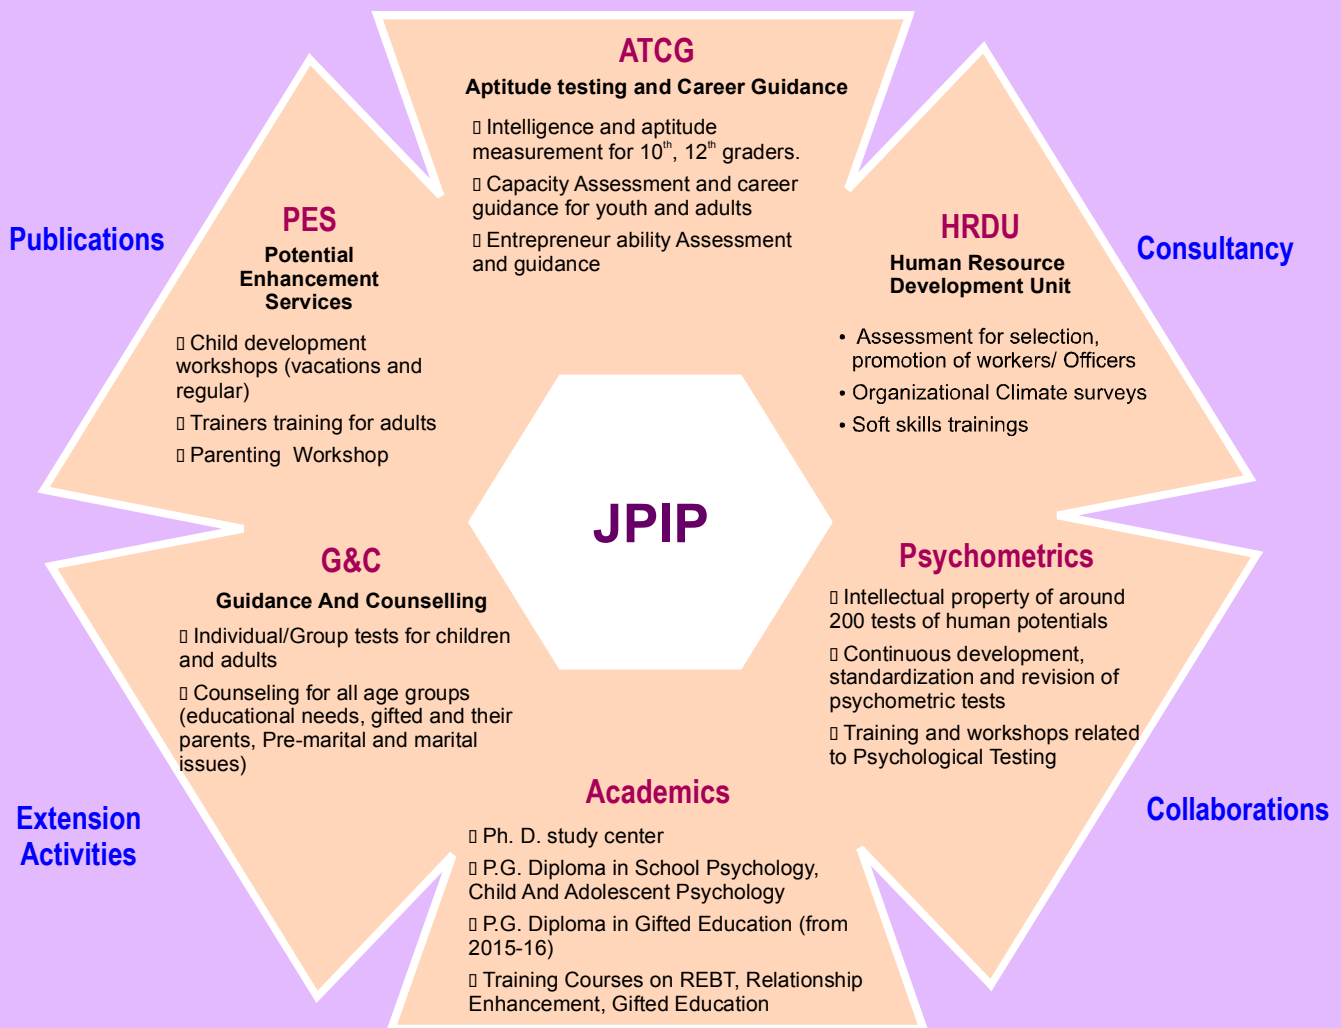 ATCG
Aptitude testing and Career Guidance
▯ Intelligence and aptitude
measurement for 10th, 12th graders.
▯ Capacity Assessment and career
guidance for youth and adults
▯ Entrepreneur ability Assessment
and guidance
Publications
PES
Potential
Enhancement
Services
▯ Child development
workshops (vacations and
regular)
▯ Trainers training for adults
▯ Parenting Workshop
HRDU
Human Resource
Development Unit
• Assessment for selection,
promotion of workers/ Officers
• Organizational Climate surveys
• Soft skills trainings
Consultancy
JPIP
G&C
Guidance And Counselling
▯ Individual/Group tests for children
and adults
▯ Counseling for all age groups
(educational needs, gifted and their
parents, Pre-marital and marital
issues)
Psychometrics
▯ Intellectual property of around
200 tests of human potentials
▯ Continuous development,
standardization and revision of
psychometric tests
▯ Training and workshops related
to Psychological Testing
Extension
Activities
Academics
▯ Ph. D. study center
▯ P.G. Diploma in School Psychology,
Child And Adolescent Psychology
▯ P.G. Diploma in Gifted Education (from
2015-16)
▯ Training Courses on REBT, Relationship
Enhancement, Gifted Education
Collaborations